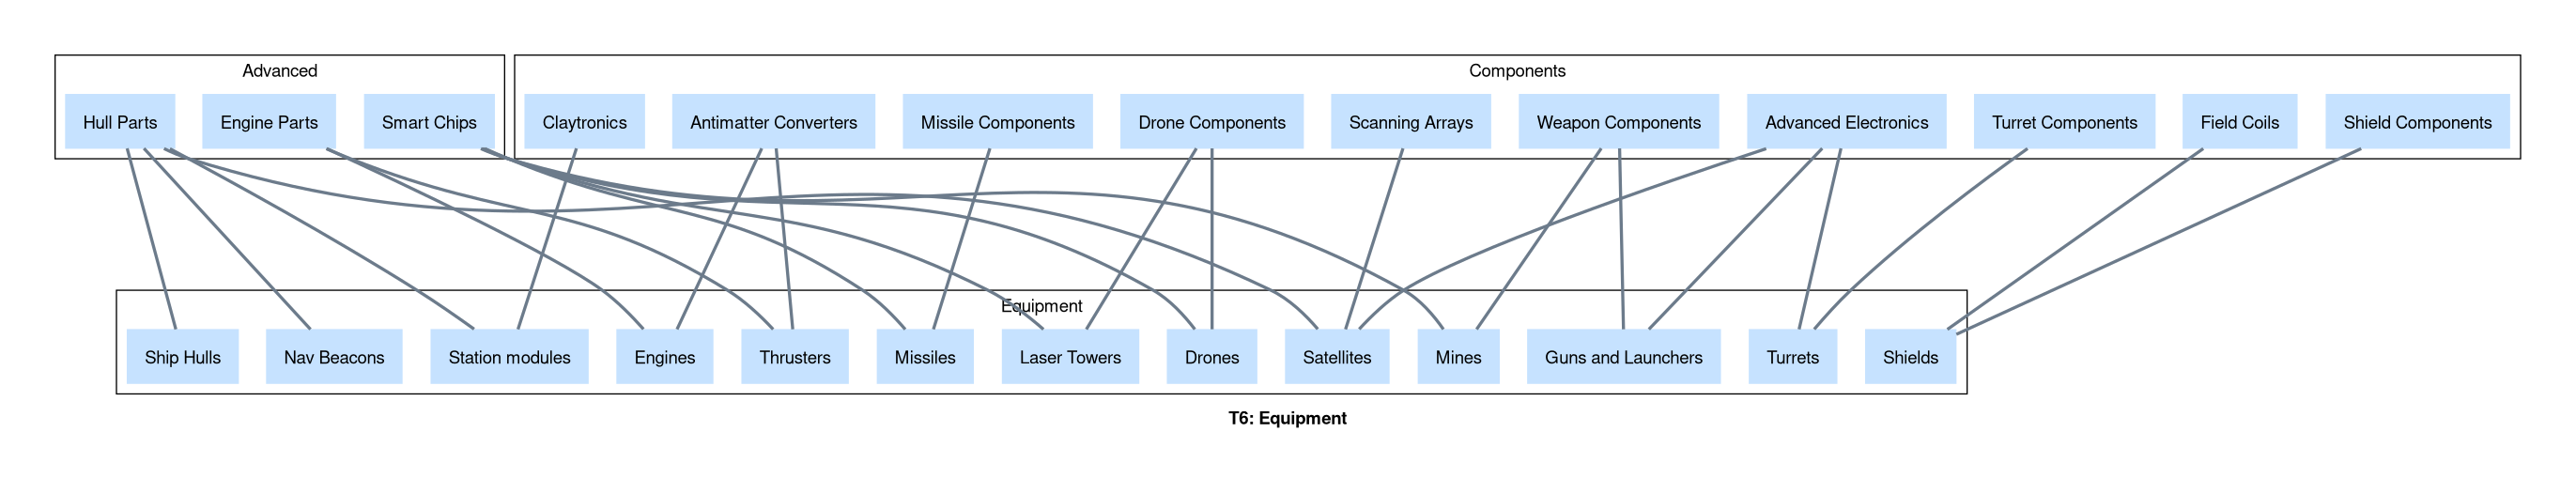 Advanced
Components
Hull Parts
Engine Parts
Smart Chips
Claytronics
Antimatter Converters
Missile Components
Drone Components
Scanning Arrays
Weapon Components
Advanced Electronics
Turret Components
Field Coils
Shield Components
Equipment
Ship Hulls
Nav Beacons
Station modules
Engines
Thrusters
Missiles
Laser Towers
Drones
Satellites
Mines
Guns and Launchers
Turrets
Shields
T6: Equipment